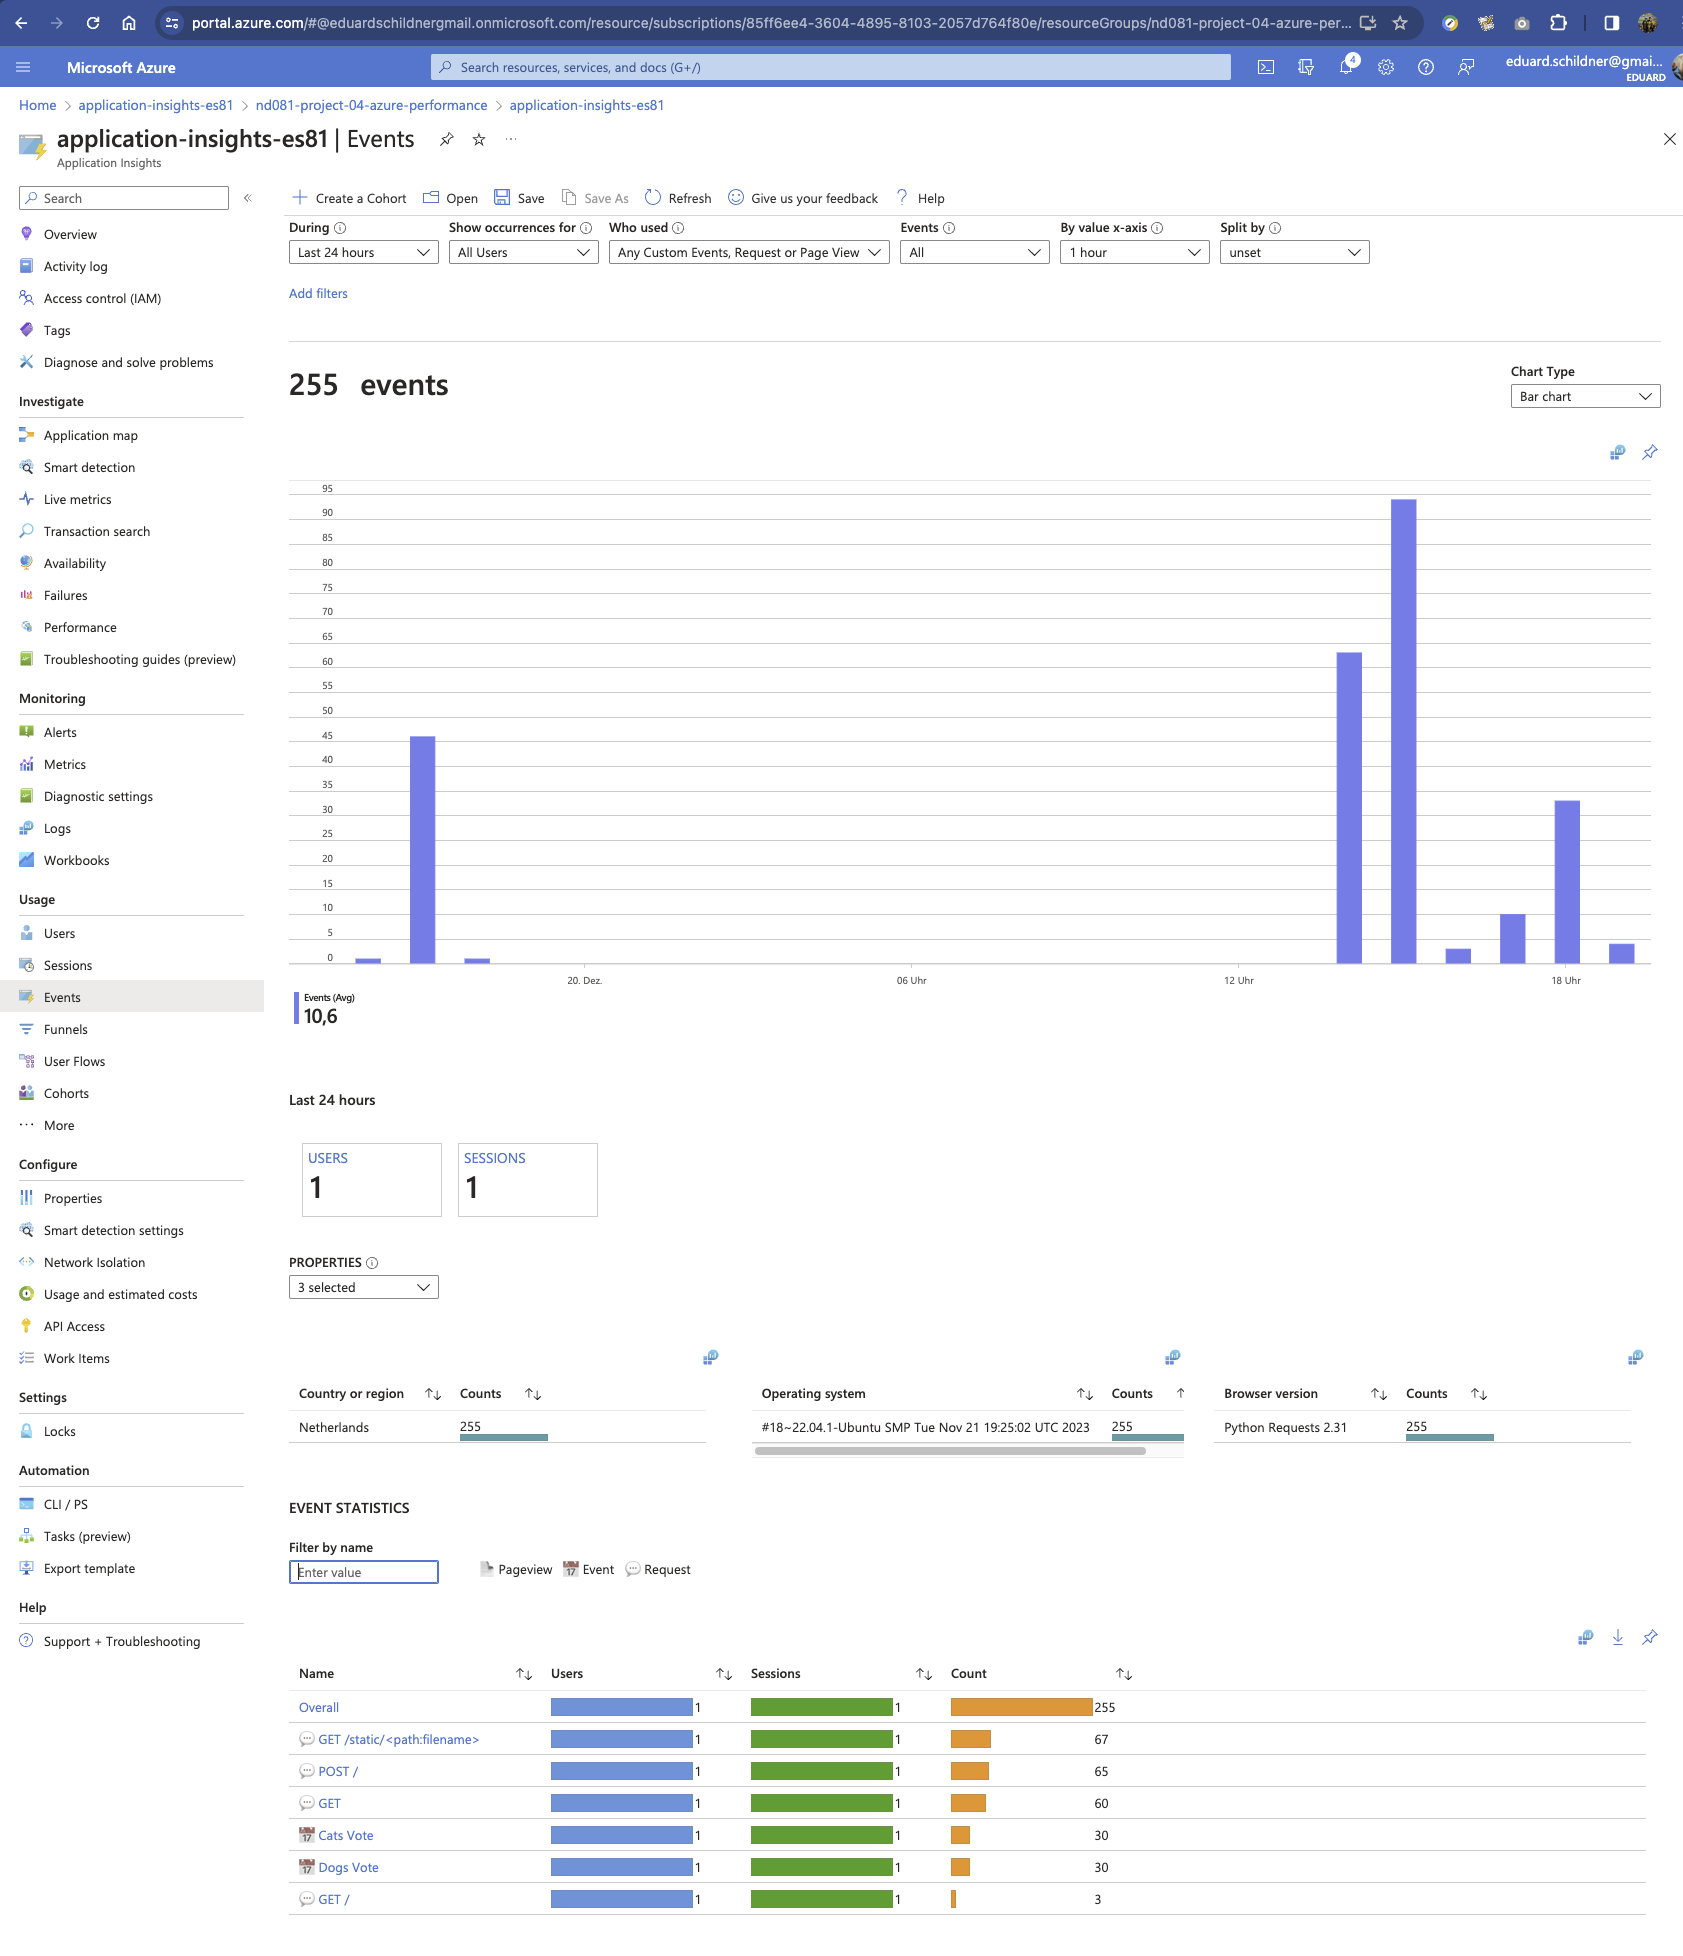 portal.azure.com/#@eduardschildnergmail.onmicrosoft.com/resource/subscriptions/85ff6ee4-3604-4895-8103-2057d764f80e/resourceGroups/nd081-project-04-azure-per...
Microsoft Azure
Search resources, services, and docs (G+/)
4
eduard.schildner@gmai...
EDUARD
Home > application-insights-es81 > nd081-project-04-azure-performance > application-insights-es81
application-insights-es81 | Events
Application Insights
Search
Overview
Activity log
Access control (IAM)
Tags
Diagnose and solve problems
Investigate
Application map
Smart detection
Live metrics
Transaction search
Availability
Failures
Performance
Troubleshooting guides (preview)
Monitoring
Alerts
Metrics
Diagnostic settings
Logs
Workbooks
Usage
Users
Sessions
Events
Funnels
User Flows
Cohorts
More
Configure
Properties
Smart detection settings
Network Isolation
Usage and estimated costs
API Access
Work Items
Settings
Locks
Automation
CLI / PS
Tasks (preview)
Export template
Help
Support + Troubleshooting
Create a Cohort Open Save Save As Refresh Give us your feedback Help
During Show occurrences for Who used Events By value x-axis Split by
Last 24 hours All Users Any Custom Events, Request or Page View All 1 hour unset
Add filters
255 events
Chart Type
Bar chart
95
90
85
80
75
70
65
60
55
50
45
40
35
30
25
20
15
10
5
0
20. Dez. 06 Uhr 12 Uhr 18 Uhr
Events (Avg)
10,6
Last 24 hours
USERS SESSIONS
1 1
PROPERTIES
3 selected
Country or region Counts Operating system Counts Browser version Counts
Netherlands 255 #18~22.04.1-Ubuntu SMP Tue Nov 21 19:25:02 UTC 2023 255 Python Requests 2.31 255
EVENT STATISTICS
Filter by name
Enter value Pageview Event Request
Name Users Sessions Count
Overall 1 1 255
GET /static/<path:filename> 1 1 67
POST / 1 1 65
GET 1 1 60
Cats Vote 1 1 30
Dogs Vote 1 1 30
GET / 1 1 3